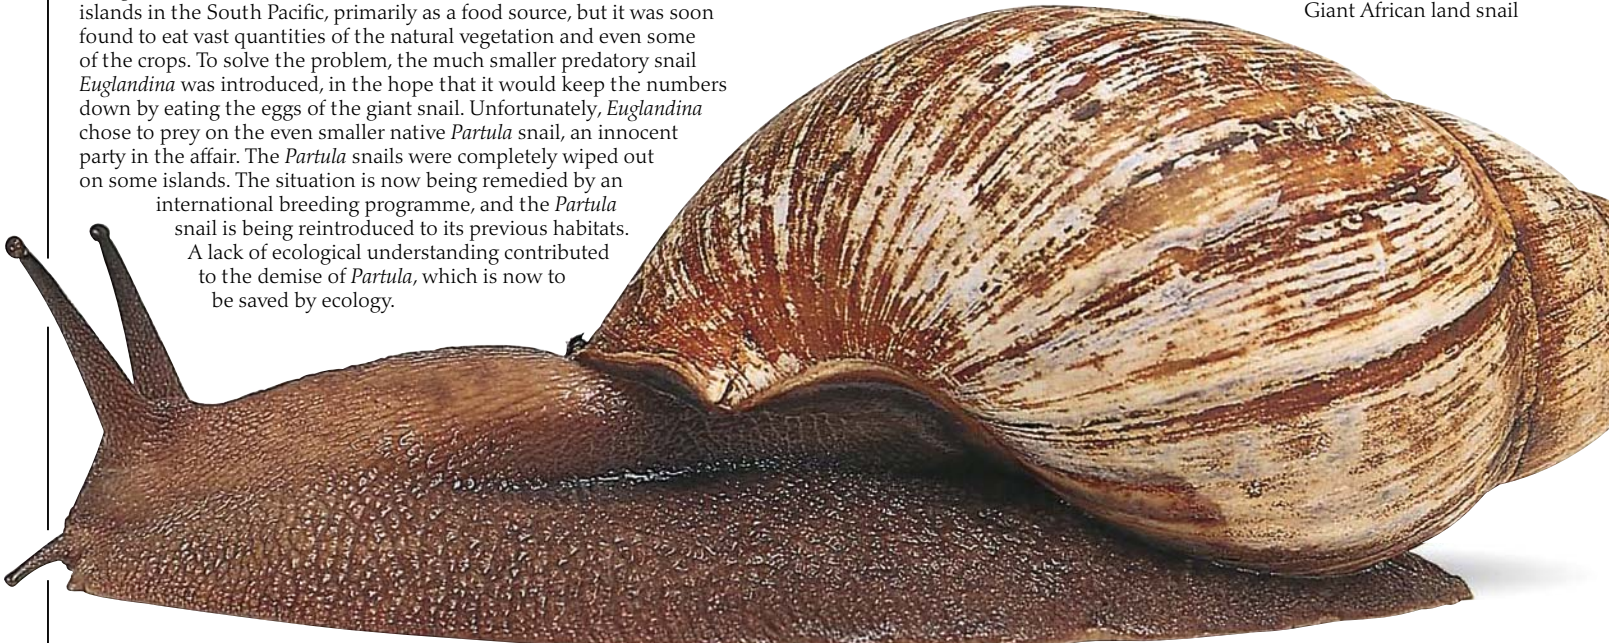 islands in the South Pacific, primarily as a food source, but it was soon
found to eat vast quantities of the natural vegetation and even some
of the crops. To solve the problem, the much smaller predatory snail
Euglandina was introduced, in the hope that it would keep the numbers
down by eating the eggs of the giant snail. Unfortunately, Euglandina
chose to prey on the even smaller native Partula snail, an innocent
party in the affair. The Partula snails were completely wiped out
on some islands. The situation is now being remedied by an
international breeding programme, and the Partula
snail is being reintroduced to its previous habitats.
A lack of ecological understanding contributed
to the demise of Partula, which is now to
be saved by ecology.
Giant African land snail